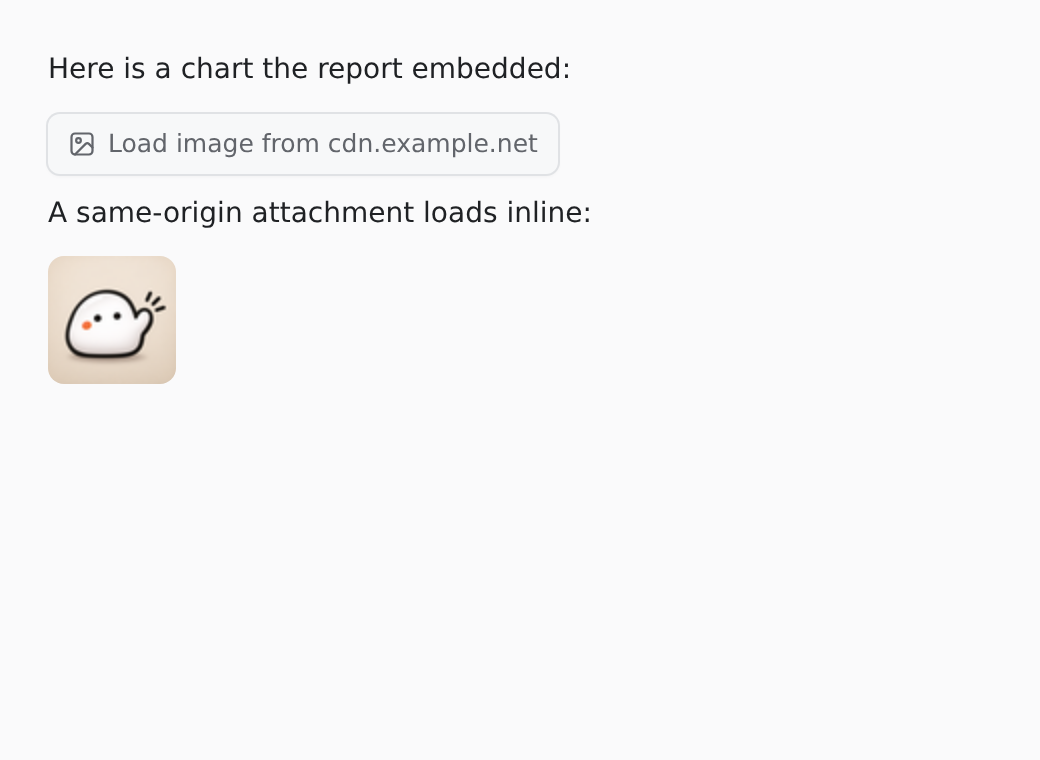 Here is a chart the report embedded:
Load image from cdn.example.net
A same-origin attachment loads inline: